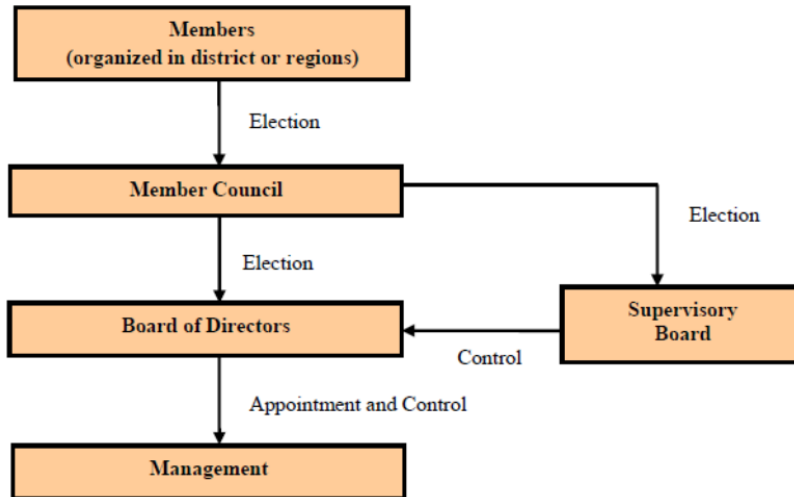 Members
(organized in district or regions)
Election
Member Council
Election
Election
Board of Directors
Supervisory
Board
Control
Appointment and Control
Management